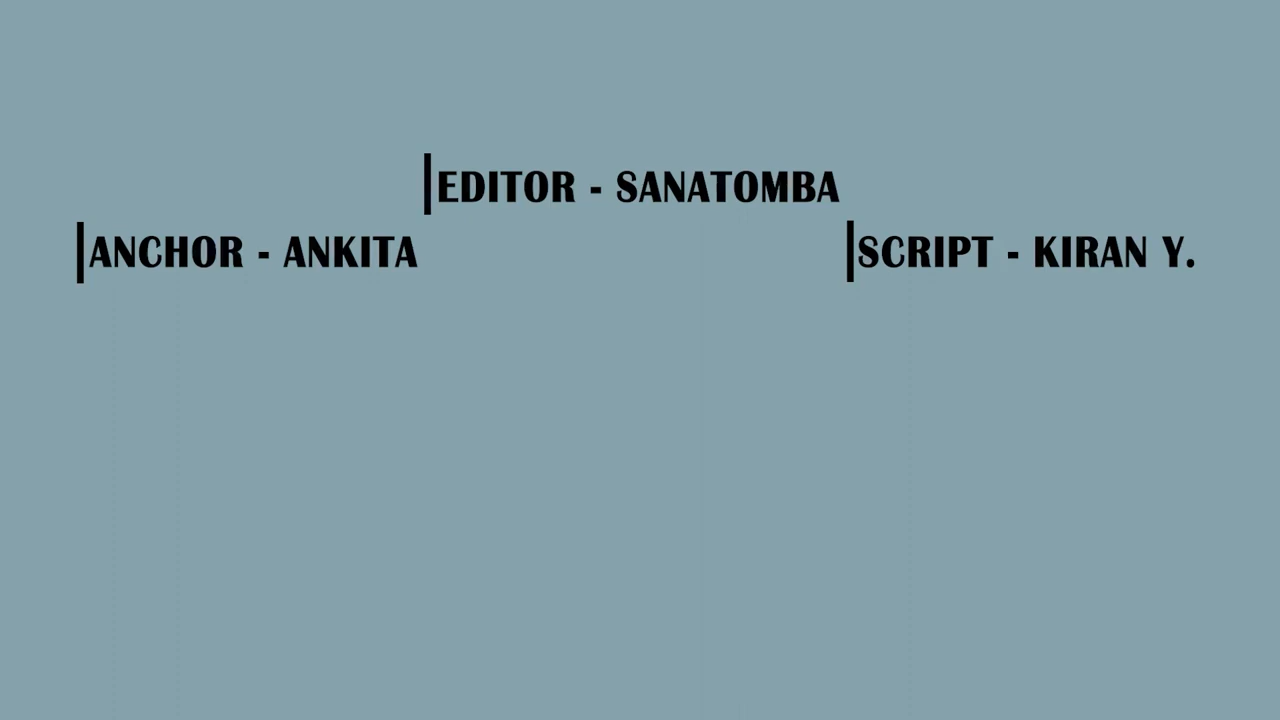 EDITOR - SANATOMBA
ANCHOR - ANKITA
SCRIPT - KIRAN Y.